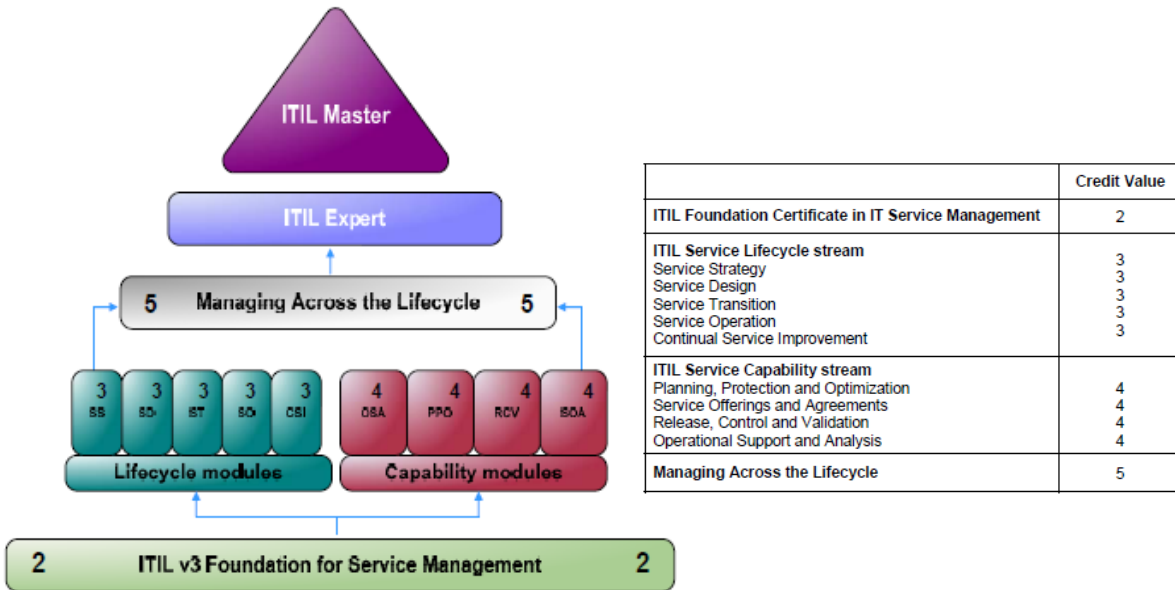 ITIL Master
ITIL Expert
5 Managing Across the Lifecycle 5
3 3 3 3 3 4 4 4 4
SS SD ST SO CSI OSA PPO RCV SOA
Lifecycle modules Capability modules
2 ITIL v3 Foundation for Service Management 2
Credit Value
ITIL Foundation Certificate in IT Service Management 2
ITIL Service Lifecycle stream
Service Strategy 3
Service Design 3
Service Transition 3
Service Operation 3
Continual Service Improvement 3
ITIL Service Capability stream
Planning, Protection and Optimization 4
Service Offerings and Agreements 4
Release, Control and Validation 4
Operational Support and Analysis 4
Managing Across the Lifecycle 5